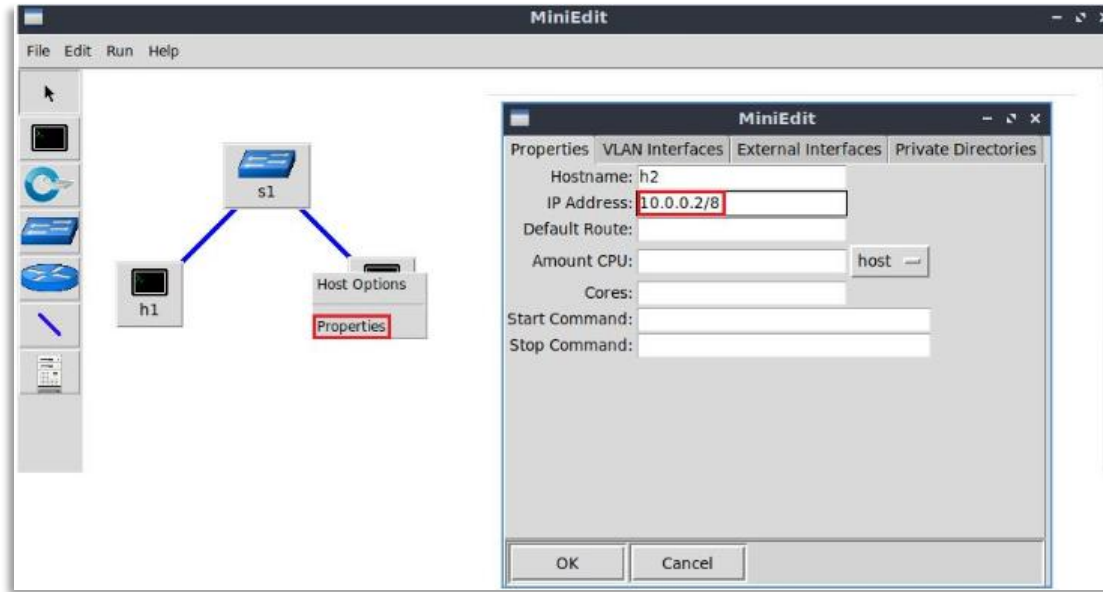 MiniEdit
File Edit Run Help
s1
h1
Host Options
Properties
MiniEdit
Properties VLAN Interfaces External Interfaces Private Directories
Hostname: h2
IP Address: 10.0.0.2/8
Default Route:
Amount CPU: host
Cores:
Start Command:
Stop Command:
OK Cancel